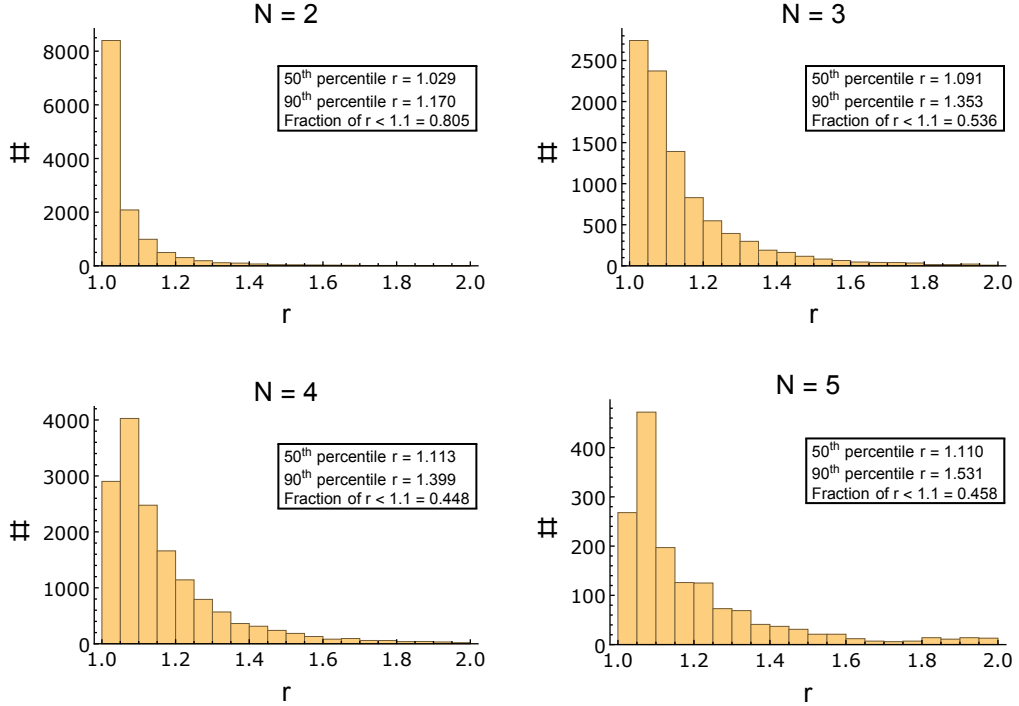 N = 2
8000
6000
4000
2000
0
#
50th percentile r = 1.029
90th percentile r = 1.170
Fraction of r < 1.1 = 0.805
1.0 1.2 1.4 1.6 1.8 2.0
r
N = 3
2500
2000
1500
1000
500
0
#
50th percentile r = 1.091
90th percentile r = 1.353
Fraction of r < 1.1 = 0.536
1.0 1.2 1.4 1.6 1.8 2.0
r
N = 4
4000
3000
2000
1000
0
#
50th percentile r = 1.113
90th percentile r = 1.399
Fraction of r < 1.1 = 0.448
1.0 1.2 1.4 1.6 1.8 2.0
r
N = 5
400
300
200
100
0
#
50th percentile r = 1.110
90th percentile r = 1.531
Fraction of r < 1.1 = 0.458
1.0 1.2 1.4 1.6 1.8 2.0
r